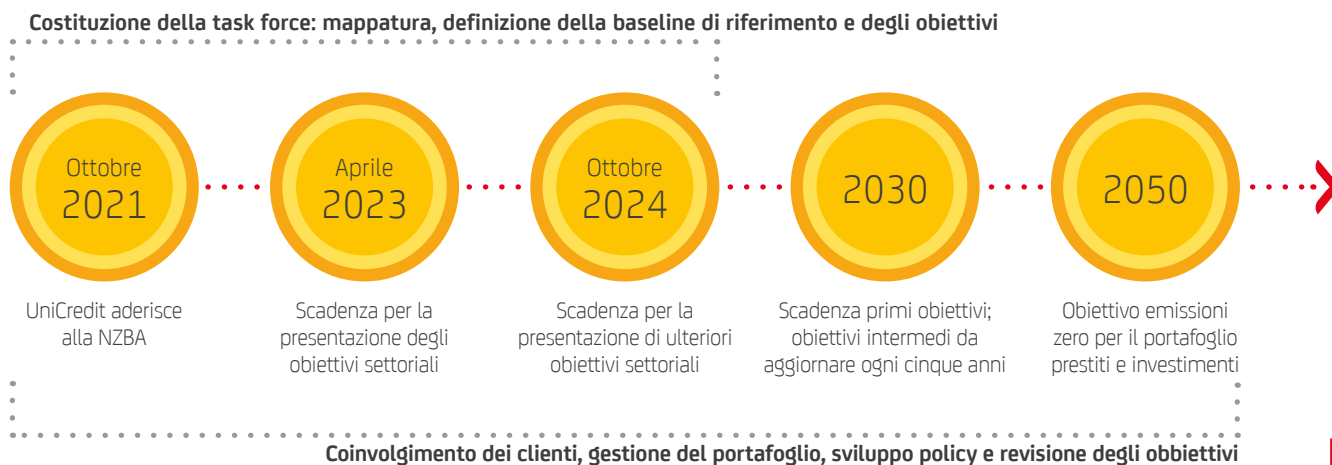 Costituzione della task force: mappatura, definizione della baseline di riferimento e degli obiettivi
Ottobre
2021
Aprile
2023
Ottobre
2024
2030
2050
UniCredit aderisce
alla NZBA
Scadenza per la
presentazione degli
obiettivi settoriali
Scadenza per la
presentazione di ulteriori
obiettivi settoriali
Scadenza primi obiettivi;
obiettivi intermedi da
aggiornare ogni cinque anni
Obiettivo emissioni
zero per il portafoglio
prestiti e investimenti
Coinvolgimento dei clienti, gestione del portafoglio, sviluppo policy e revisione degli obbiettivi